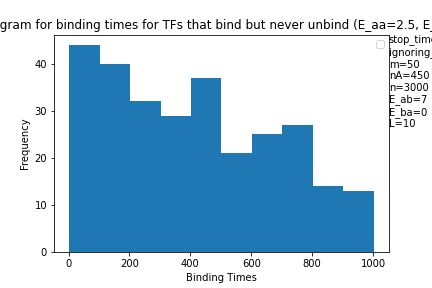 gram for binding times for TFs that bind but never unbind (E_aa=2.5, E_
stop_time
ignoring_
m=50
nA=450
n=3000
E_ab=7
E_ba=0
L=10
40
30
20
10
0
Frequency
0 200 400 600 800 1000
Binding Times